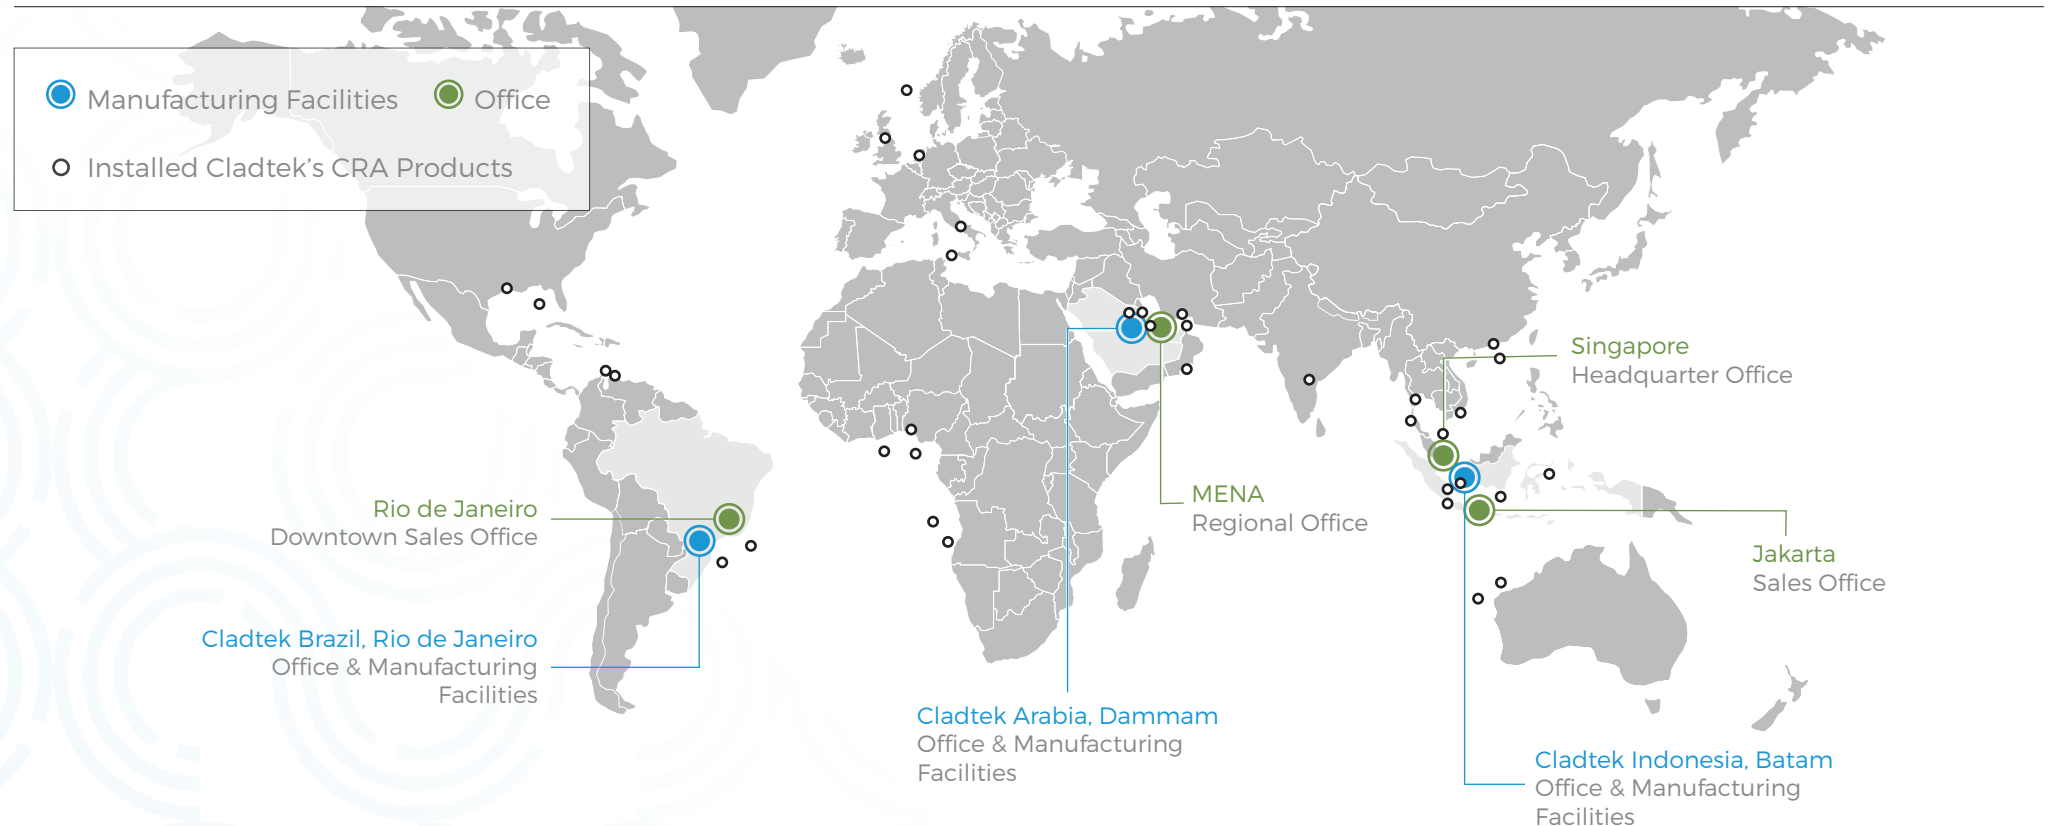 Manufacturing Facilities
Office
Installed Cladtek’s CRA Products
Singapore
Headquarter Office
Rio de Janeiro
Downtown Sales Office
MENA
Regional Office
Jakarta
Sales Office
Cladtek Brazil, Rio de Janeiro
Office & Manufacturing
Facilities
Cladtek Arabia, Dammam
Office & Manufacturing
Facilities
Cladtek Indonesia, Batam
Office & Manufacturing
Facilities